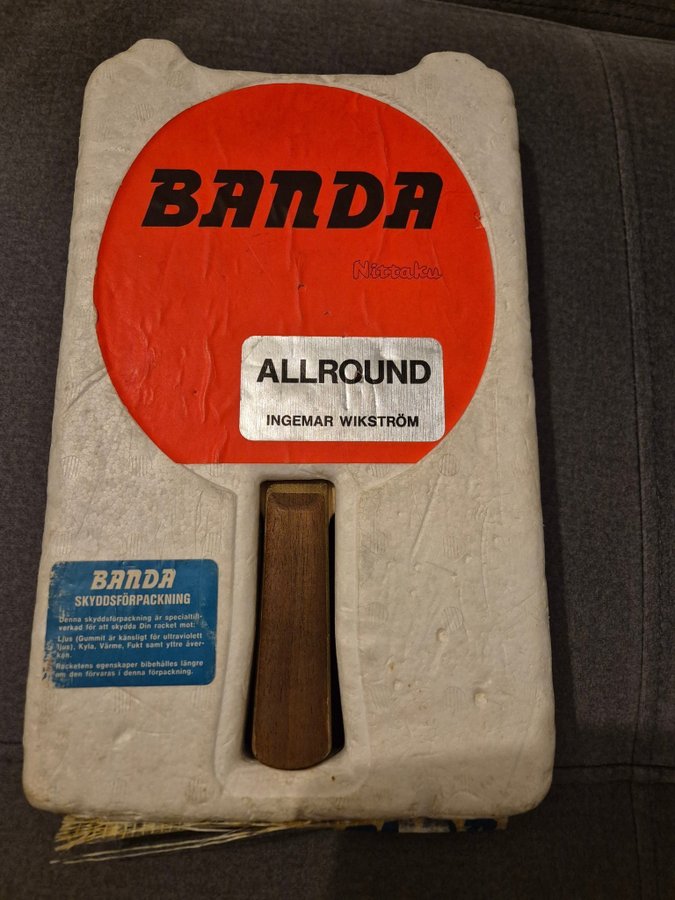 BANDA
Nittaku
ALLROUND
INGEMAR WIKSTRÖM
BANDA
SKYDDSFÖRPACKNING
Denna skyddsförpackning är specialtill-
verkad för att skydda Din racket mot:
Ljus (Gummit är känsligt för ultraviolett
ljus), Kyla, Värme, Fukt samt yttre åver-
kan.
Racketens egenskaper bibehålles längre
om den förvaras i denna förpackning.